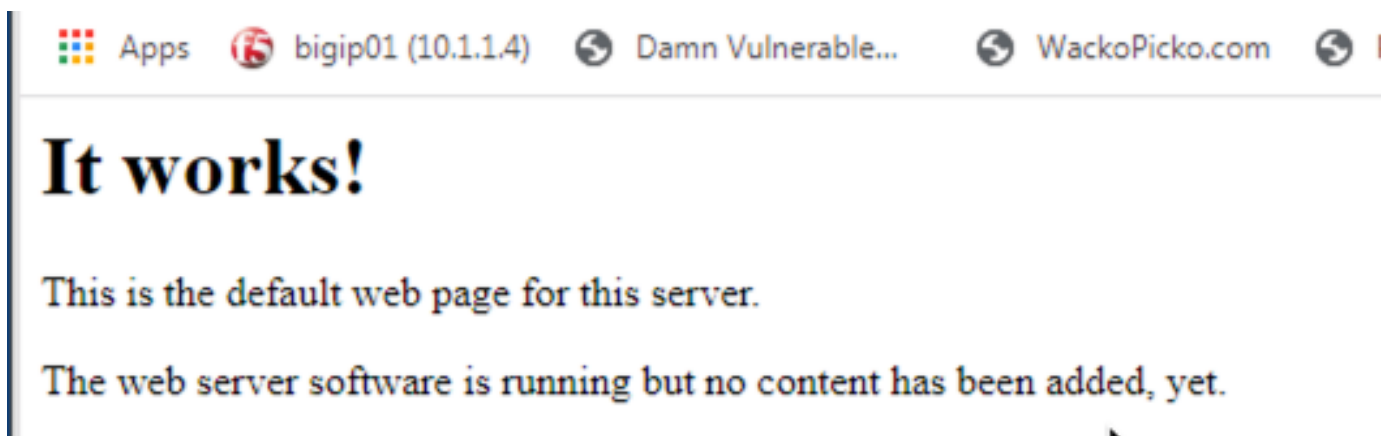 Apps f5 bigip01 (10.1.1.4) Damn Vulnerable... WackoPicko.com
It works!
This is the default web page for this server.
The web server software is running but no content has been added, yet.